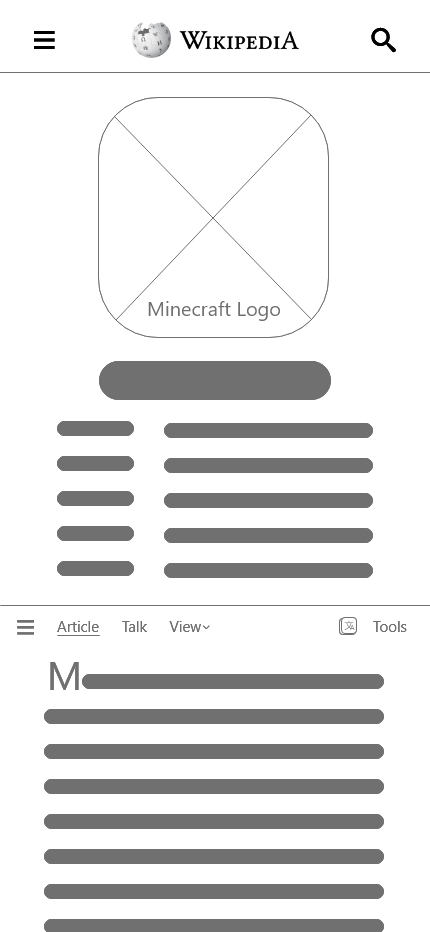 WIKIPEDIA
Minecraft Logo
Article Talk View Tools
M